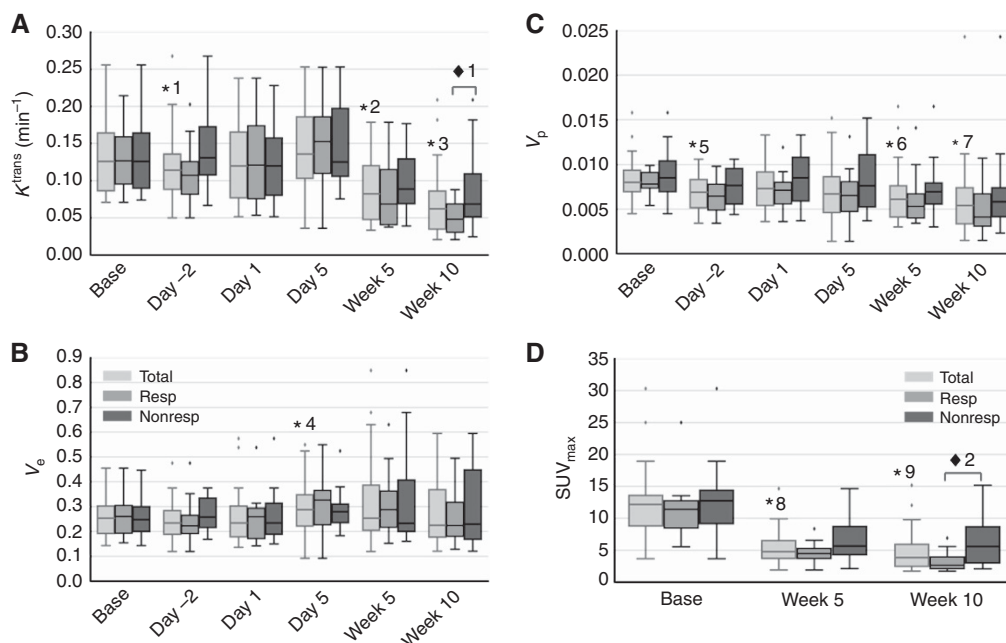 A
0.30
0.25
0.20
0.15
0.10
0.05
0.00
Ktrans (min−1)
*1
*2
*3
◆1
Base
Day −2
Day 1
Day 5
Week 5
Week 10
B
0.9
0.8
0.7
0.6
0.5
0.4
0.3
0.2
0.1
0.0
Ve
Total
Resp
Nonresp
*4
Base
Day −2
Day 1
Day 5
Week 5
Week 10
C
0.025
0.020
0.015
0.010
0.005
0.000
Vp
*5
*6
*7
Base
Day −2
Day 1
Day 5
Week 5
Week 10
D
35
30
25
20
15
10
5
0
SUVmax
Total
Resp
Nonresp
*8
*9
◆2
Base
Week 5
Week 10